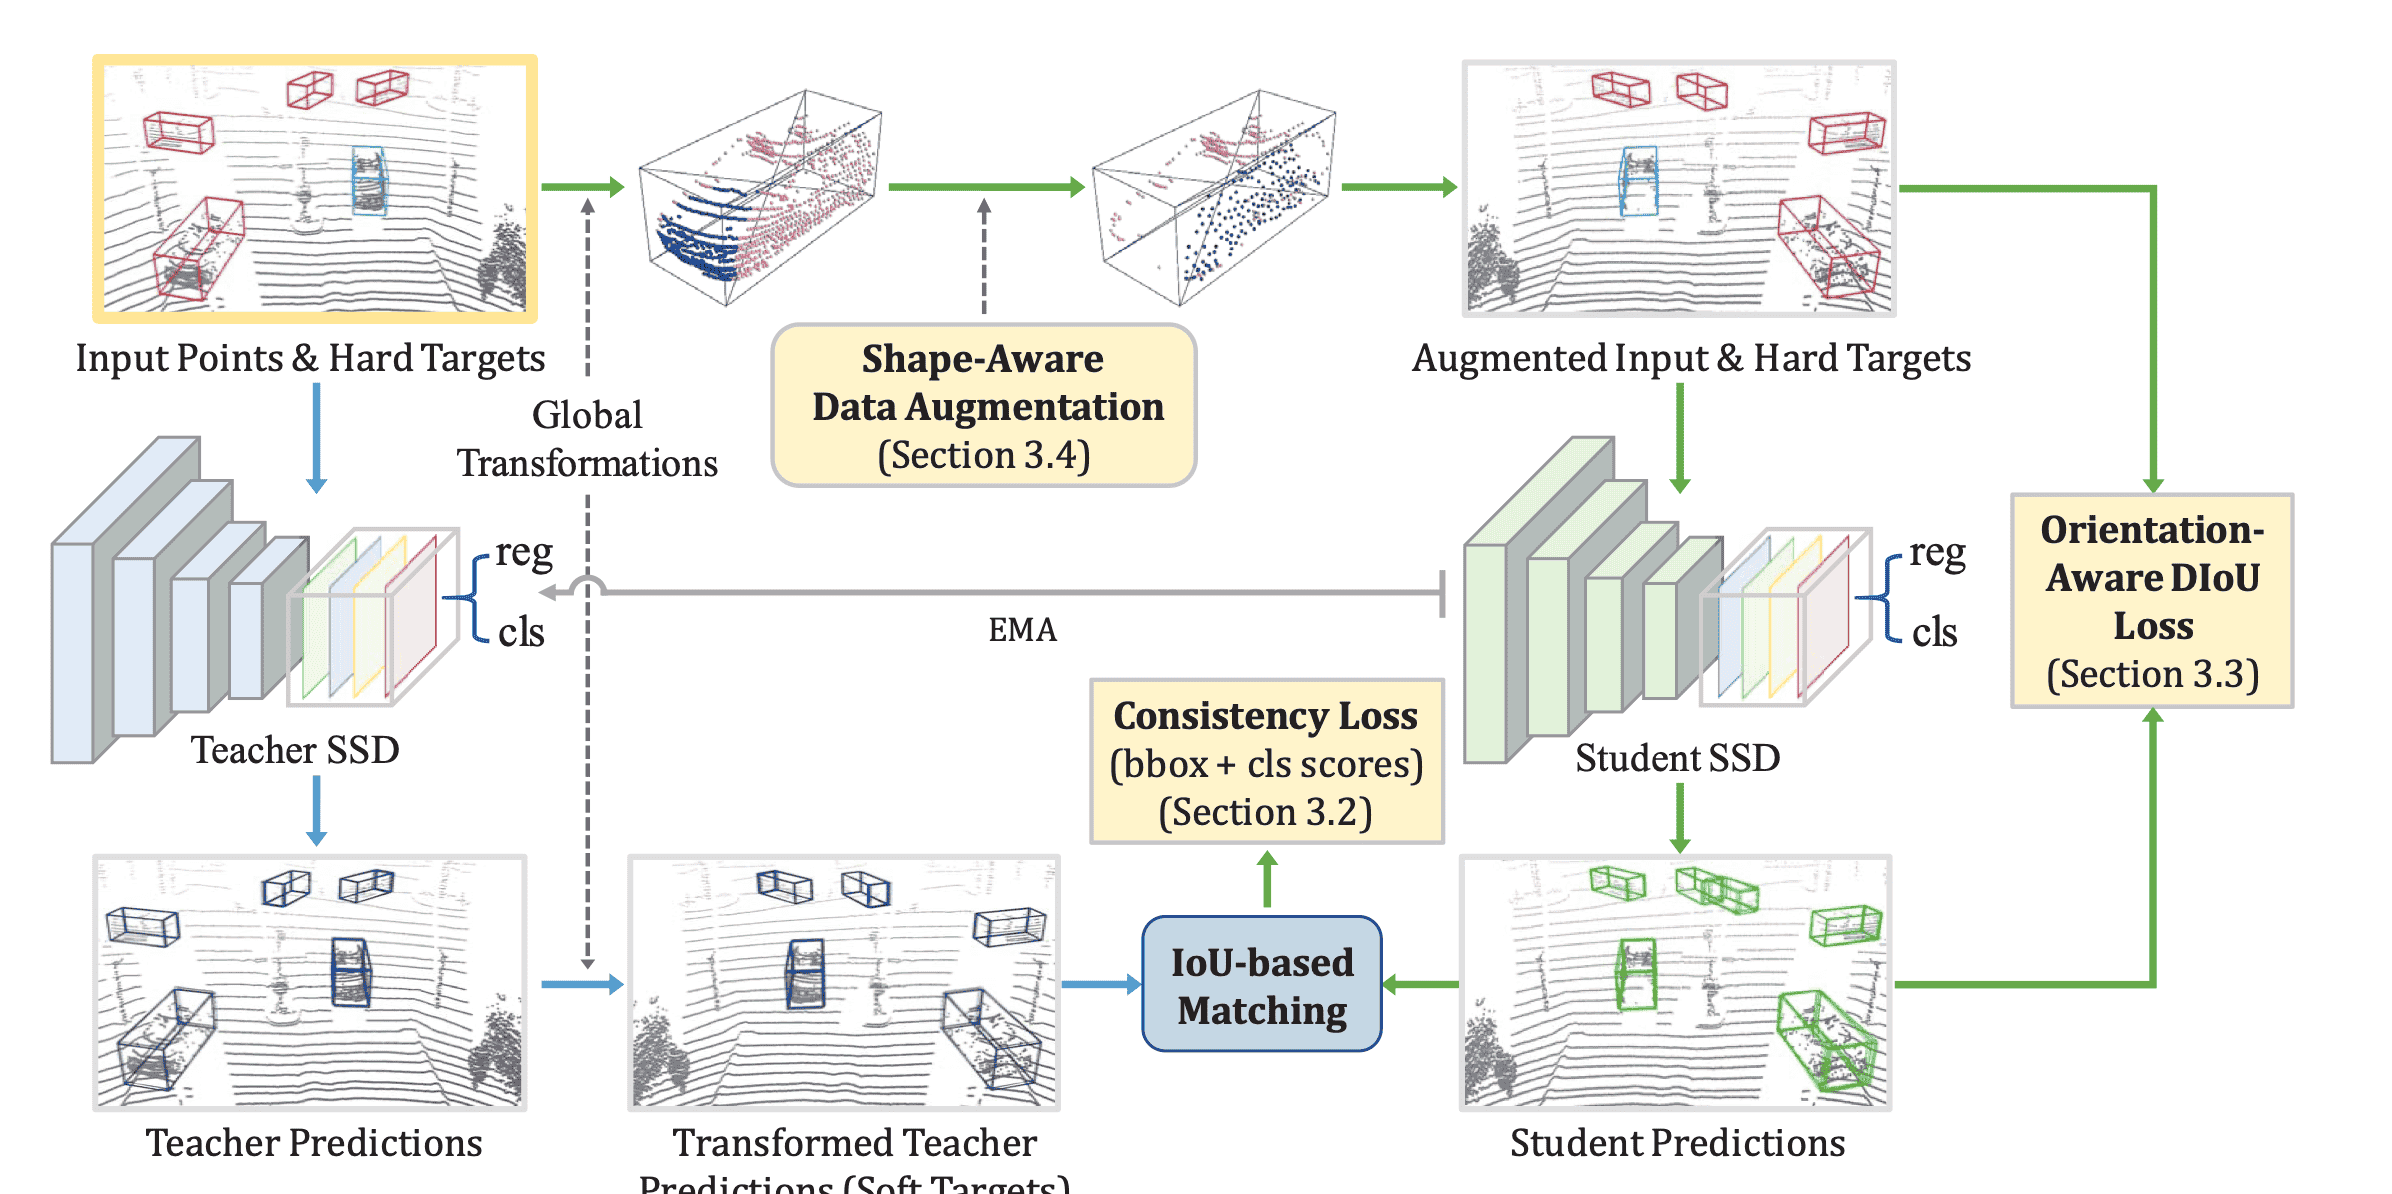 Input Points & Hard Targets
Global
Transformations
Shape-Aware
Data Augmentation
(Section 3.4)
Augmented Input & Hard Targets
reg
cls
Teacher SSD
EMA
reg
cls
Student SSD
Orientation-
Aware DIoU
Loss
(Section 3.3)
Consistency Loss
(bbox + cls scores)
(Section 3.2)
IoU-based
Matching
Teacher Predictions
Transformed Teacher
Predictions (Soft Targets)
Student Predictions